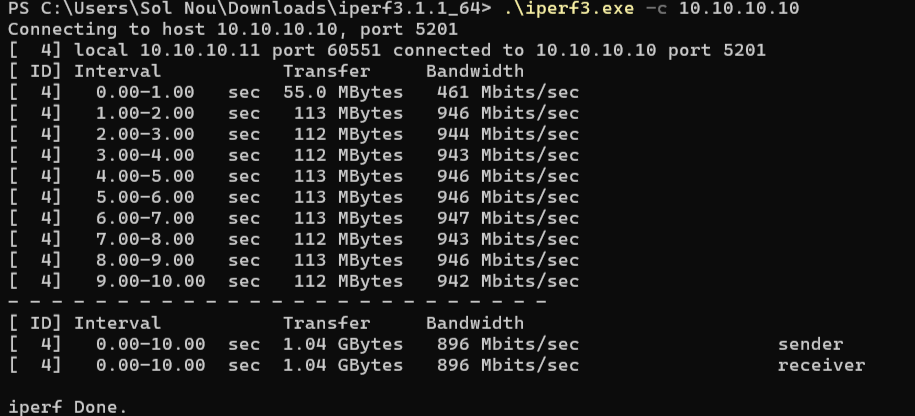 PS C:\Users\Sol Nou\Downloads\iperf3.1.1_64> .\iperf3.exe -c 10.10.10.10
Connecting to host 10.10.10.10, port 5201
[  4] local 10.10.10.11 port 60551 connected to 10.10.10.10 port 5201
[ ID] Interval           Transfer     Bandwidth
[  4]   0.00-1.00   sec  55.0 MBytes   461 Mbits/sec
[  4]   1.00-2.00   sec   113 MBytes   946 Mbits/sec
[  4]   2.00-3.00   sec   112 MBytes   944 Mbits/sec
[  4]   3.00-4.00   sec   112 MBytes   943 Mbits/sec
[  4]   4.00-5.00   sec   113 MBytes   946 Mbits/sec
[  4]   5.00-6.00   sec   113 MBytes   946 Mbits/sec
[  4]   6.00-7.00   sec   113 MBytes   947 Mbits/sec
[  4]   7.00-8.00   sec   112 MBytes   943 Mbits/sec
[  4]   8.00-9.00   sec   113 MBytes   946 Mbits/sec
[  4]   9.00-10.00  sec   112 MBytes   942 Mbits/sec
- - - - - - - - - - - - - - - - - - - - - - - - -
[ ID] Interval           Transfer     Bandwidth
[  4]   0.00-10.00  sec  1.04 GBytes   896 Mbits/sec                  sender
[  4]   0.00-10.00  sec  1.04 GBytes   896 Mbits/sec                  receiver
iperf Done.